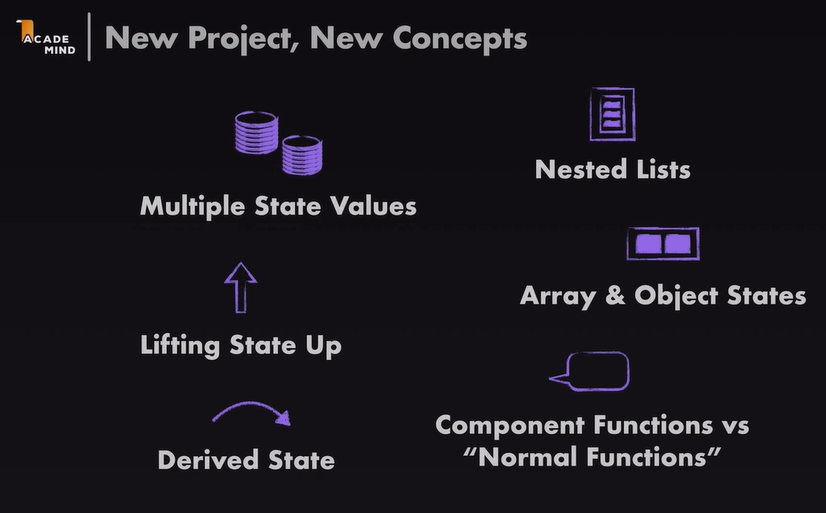 ACADE
MIND
New Project, New Concepts
Multiple State Values
Lifting State Up
Derived State
Nested Lists
Array & Object States
Component Functions vs
“Normal Functions”